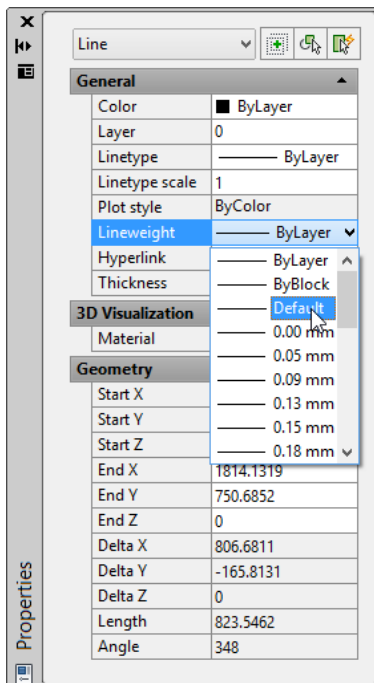 Line
General
Color ByLayer
Layer 0
Linetype ByLayer
Linetype scale 1
Plot style ByColor
Lineweight ByLayer
Hyperlink ByLayer
Thickness ByBlock
3D Visualization Default
Material 0.00 mm
0.05 mm
Geometry 0.09 mm
Start X 0.13 mm
Start Y 0.15 mm
Start Z 0.18 mm
End X 1814.1319
End Y 750.6852
End Z 0
Delta X 806.6811
Delta Y -165.8131
Delta Z 0
Length 823.5462
Angle 348
Properties